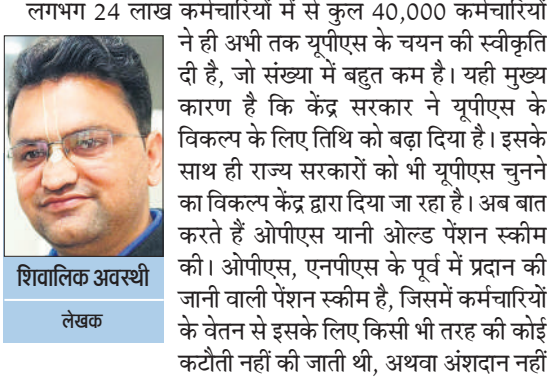 लगभग 24 लाख कर्मचारियों में से कुल 40,000 कर्मचारियों
ने ही अभी तक यूपीएस के चयन की स्वीकृति
दी है, जो संख्या में बहुत कम है। यही मुख्य
कारण है कि केंद्र सरकार ने यूपीएस के
विकल्प के लिए तिथि को बढ़ा दिया है। इसके
साथ ही राज्य सरकारों को भी यूपीएस चुनने
का विकल्प केंद्र द्वारा दिया जा रहा है। अब बात
करते हैं ओपीएस यानी ओल्ड पेंशन स्कीम
की। ओपीएस, एनपीएस के पूर्व में प्रदान की
जानी वाली पेंशन स्कीम है, जिसमें कर्मचारियों
के वेतन से इसके लिए किसी भी तरह की कोई
कटौती नहीं की जाती थी, अथवा अंशदान नहीं
शिवालिक अवस्थी
लेखक